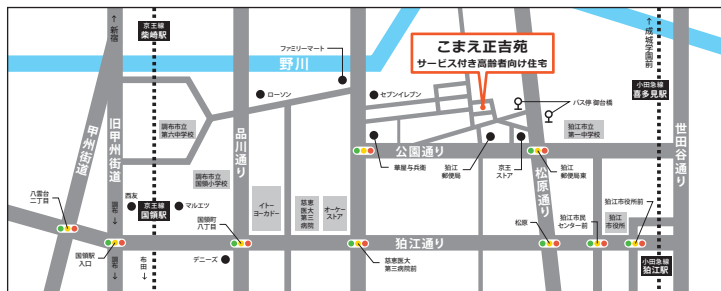 ↑
新宿
京王線
柴崎駅
ファミリーマート
野川
こまえ正吉苑
サービス付き高齢者向け住宅
↑
成城学園前
小田急線
喜多見駅
ローソン
セブンイレブン
バス停 御台橋
甲州街道
旧甲州街道
調布市立
第六中学校
品川通り
狛江市立
第一中学校
世田谷通り
公園通り
華屋与兵衛
狛江
郵便局
京王
ストア
狛江
郵便局東
松原通り
調布市立
国領小学校
八雲台
二丁目
西友
京王線
国領駅
マルエツ
調布
↓
国領町
八丁目
イトー
ヨーカドー
慈恵
医大
第三
病院
オーケー
ストア
狛江通り
松原
狛江市民
センター前
狛江
市役所
狛江市役所前
国領駅
入口
調布
↓
布田
↓
デニーズ
慈恵医大
第三病院前
小田急線
狛江駅